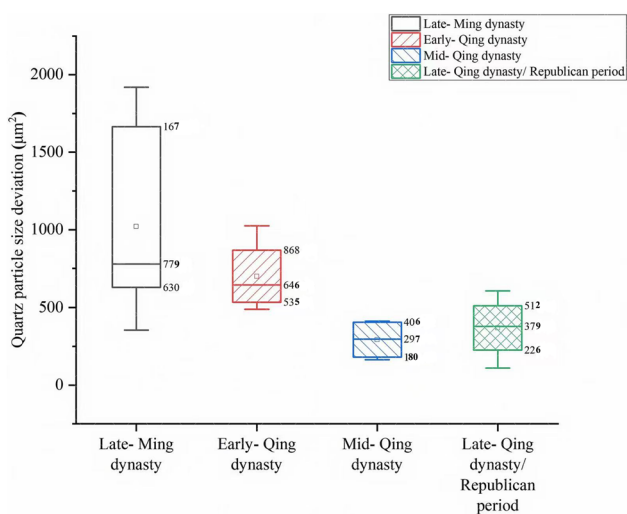 Late- Ming dynasty
Early- Qing dynasty
Mid- Qing dynasty
Late- Qing dynasty/ Republican period
Quartz particle size deviation (μm²)
2000
1500
1000
500
0
167
779
630
868
646
535
406
297
180
512
379
226
Late- Ming
dynasty
Early- Qing
dynasty
Mid- Qing
dynasty
Late- Qing
dynasty/
Republican
period